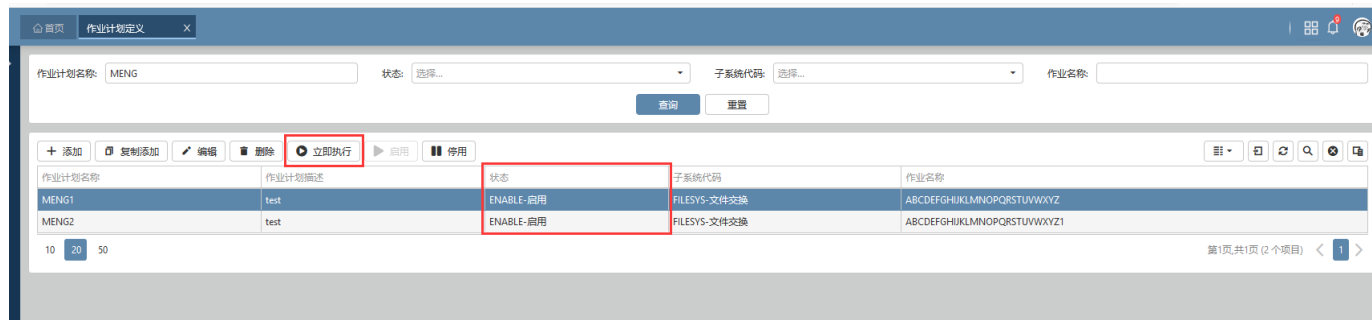 首页 作业计划定义 X 9
作业计划名称: MENG 状态: 选择... 子系统代码: 选择... 作业名称:
查询 重置
添加 复制添加 编辑 删除 立即执行 启用 停用
作业计划名称 作业计划描述 状态 子系统代码 作业名称
MENG1 test ENABLE-启用 FILESYS-文件交换 ABCDEFGHIJKLMNOPQRSTUVWXYZ
MENG2 test ENABLE-启用 FILESYS-文件交换 ABCDEFGHIJKLMNOPQRSTUVWXYZ1
10 20 50 第1页,共1页 (2 个项目) 1